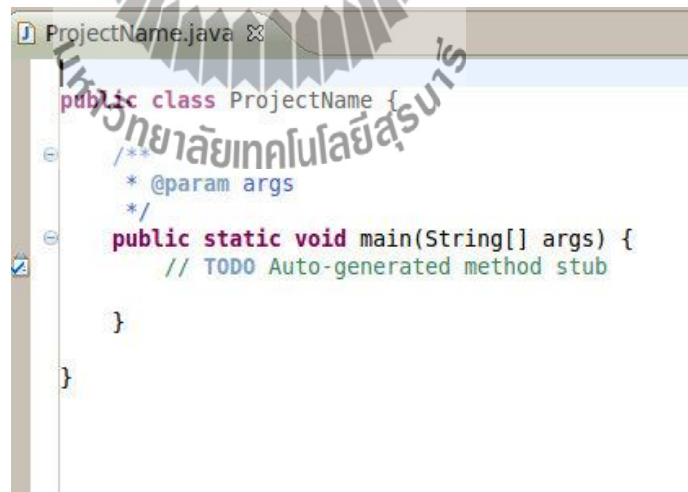 ProjectName.java
public class ProjectName {
มหาวิทยาลัยเทคโนโลยีสุรนารี
/**
* @param args
*/
public static void main(String[] args) {
// TODO Auto-generated method stub
}
}